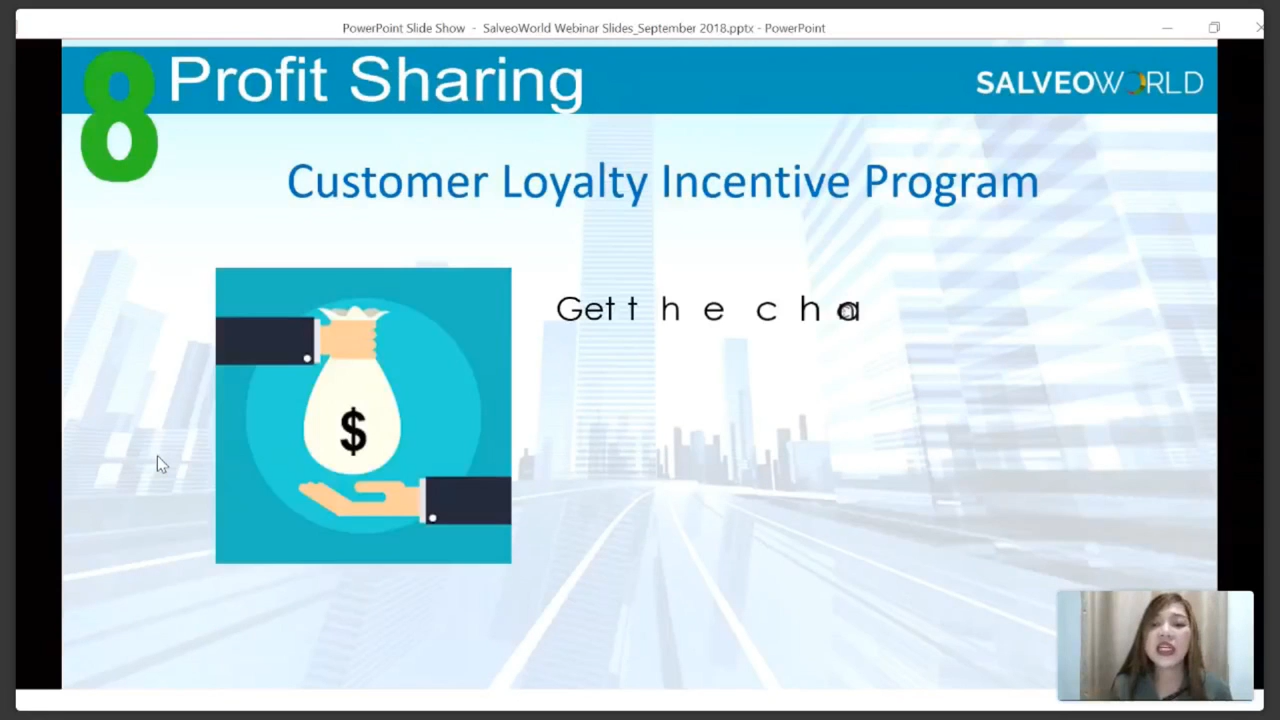 PowerPoint Slide Show - SalveoWorld Webinar Slides_September 2018.pptx - PowerPoint
8 Profit Sharing
SALVEOWORLD
Customer Loyalty Incentive Program
Get the cha
$